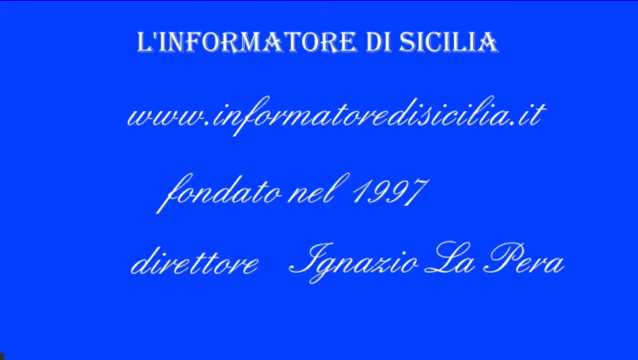 L'INFORMATORE DI SICILIA
www.informatoredisicilia.it
fondato nel 1997
direttore Ignazio La Pera